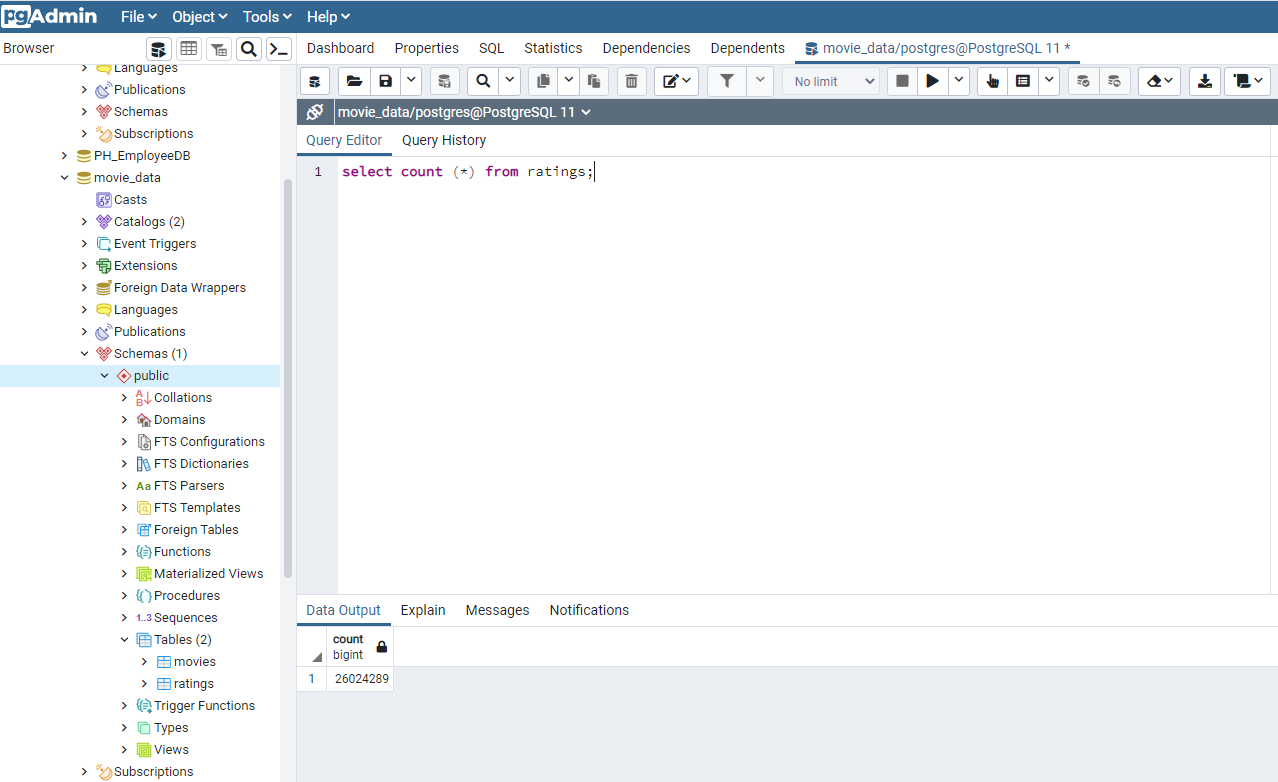 pgAdmin File Object Tools Help
Browser
Dashboard Properties SQL Statistics Dependencies Dependents movie_data/postgres@PostgreSQL 11 *
No limit
movie_data/postgres@PostgreSQL 11
Query Editor Query History
1 select count (*) from ratings;
Languages
Publications
Schemas
Subscriptions
PH_EmployeeDB
movie_data
Casts
Catalogs (2)
Event Triggers
Extensions
Foreign Data Wrappers
Languages
Publications
Schemas (1)
public
Collations
Domains
FTS Configurations
FTS Dictionaries
Aa FTS Parsers
FTS Templates
Foreign Tables
Functions
Materialized Views
Procedures
1..3 Sequences
Tables (2)
movies
ratings
Trigger Functions
Types
Views
Subscriptions
Data Output Explain Messages Notifications
count
bigint
1 26024289